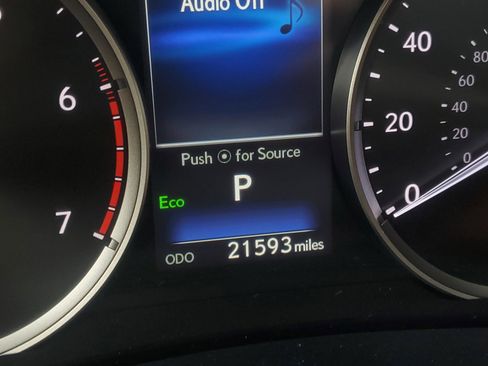 Audio Off
Push ⊙ for Source
P
Eco
ODO 21593 miles
6
7
40
20
0
80
60
40
20
0